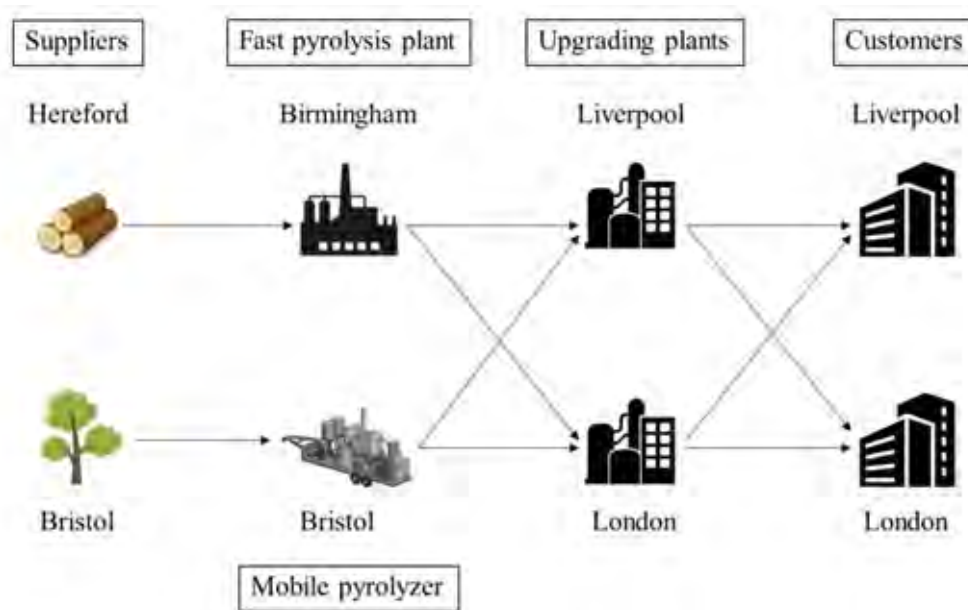 Suppliers
Fast pyrolysis plant
Upgrading plants
Customers
Hereford
Birmingham
Liverpool
Liverpool
Bristol
Bristol
London
London
Mobile pyrolyzer